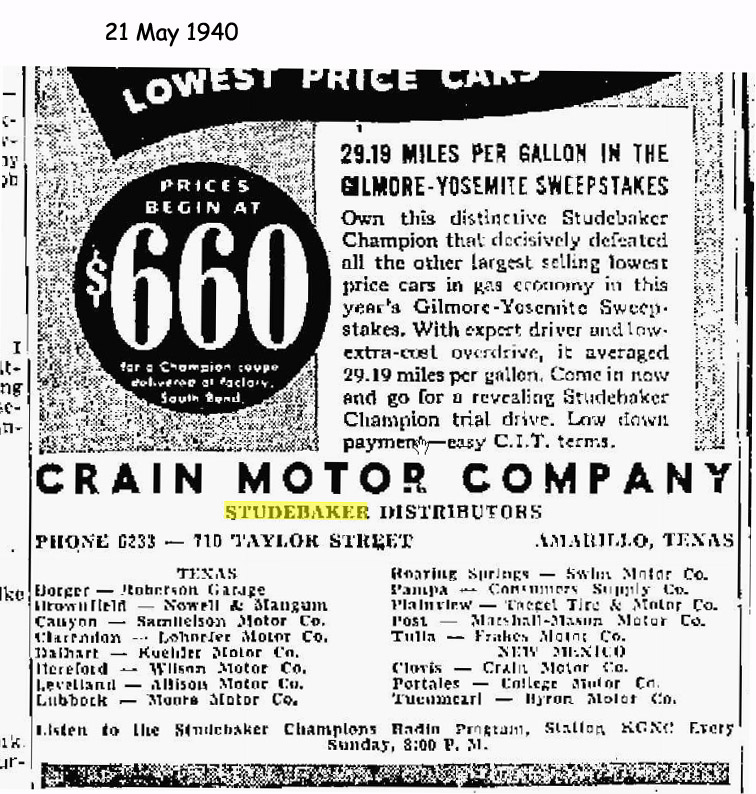 21 May 1940
LOWEST PRICE CARS
PRICES
BEGIN AT
$660
for a Champion coupe
delivered at factory,
South Bend.
29.19 MILES PER GALLON IN THE
GILMORE-YOSEMITE SWEEPSTAKES
Own this distinctive Studebaker
Champion that decisively defeated
all the other largest selling lowest
price cars in gas economy in this
year's Gilmore-Yosemite Sweep-
stakes. With expert driver and low-
extra-cost overdrive, it averaged
29.19 miles per gallon. Come in now
and go for a revealing Studebaker
Champion trial drive. Low down
payment—easy C.I.T. terms.
CRAIN MOTOR COMPANY
STUDEBAKER DISTRIBUTORS
PHONE 6233 — 710 TAYLOR STREET AMARILLO, TEXAS
TEXAS
Borger — Roberson Garage
Brownfield — Nowell & Mangum
Canyon — Samuelson Motor Co.
Clarendon — Motor Co.
Dalhart — Kuehler Motor Co.
Hereford — Wilson Motor Co.
Levelland — Allison Motor Co.
Lubbock — Moore Motor Co.
Roaring Springs — Swim Motor Co.
Pampa — Consumers Supply Co.
Plainview — Tire & Motor Co.
Post — Marshall-Mason Motor Co.
Tulia — Frakes Motor Co.
NEW MEXICO
Clovis — Crain Motor Co.
Portales — College Motor Co.
Tucumcari — Byron Motor Co.
Listen to the Studebaker Champions Radio Program, Station KGNC Every
Sunday, 3:00 P. M.